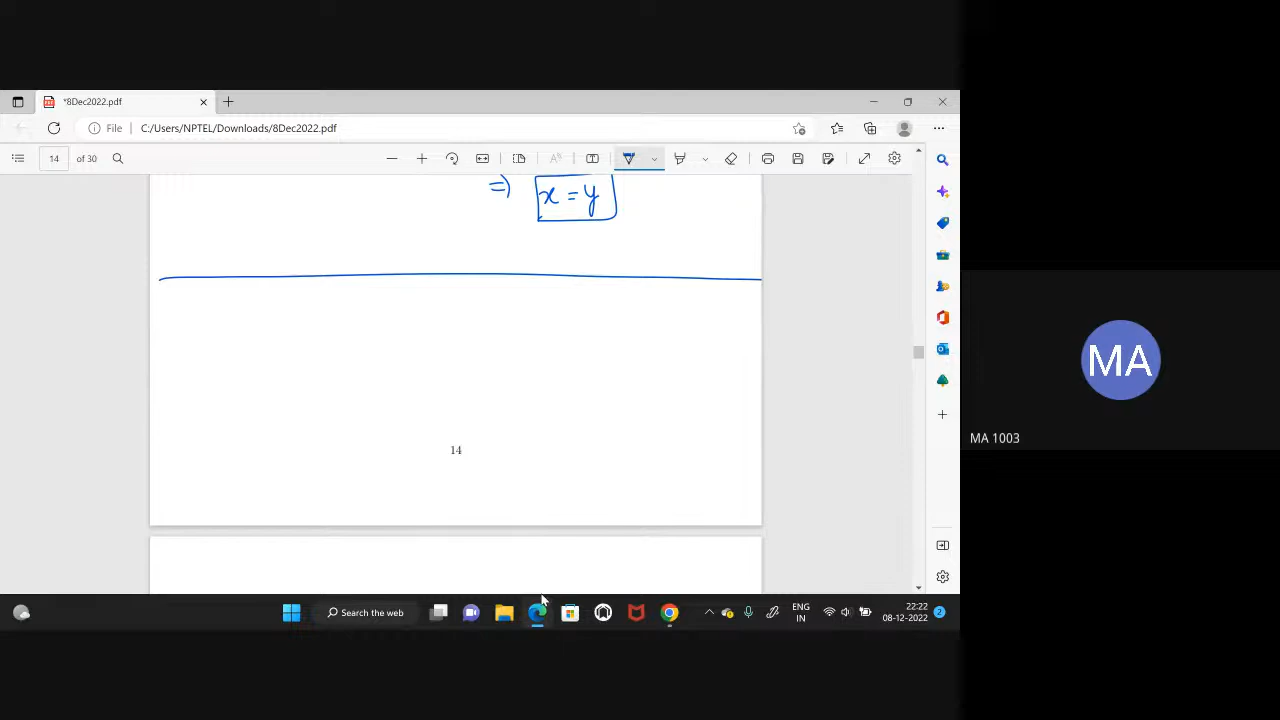 *8Dec2022.pdf
File C:/Users/NPTEL/Downloads/8Dec2022.pdf
14 of 30
⇒ x = y
14
MA
MA 1003
Search the web
ENG
IN
22:22
08-12-2022
2